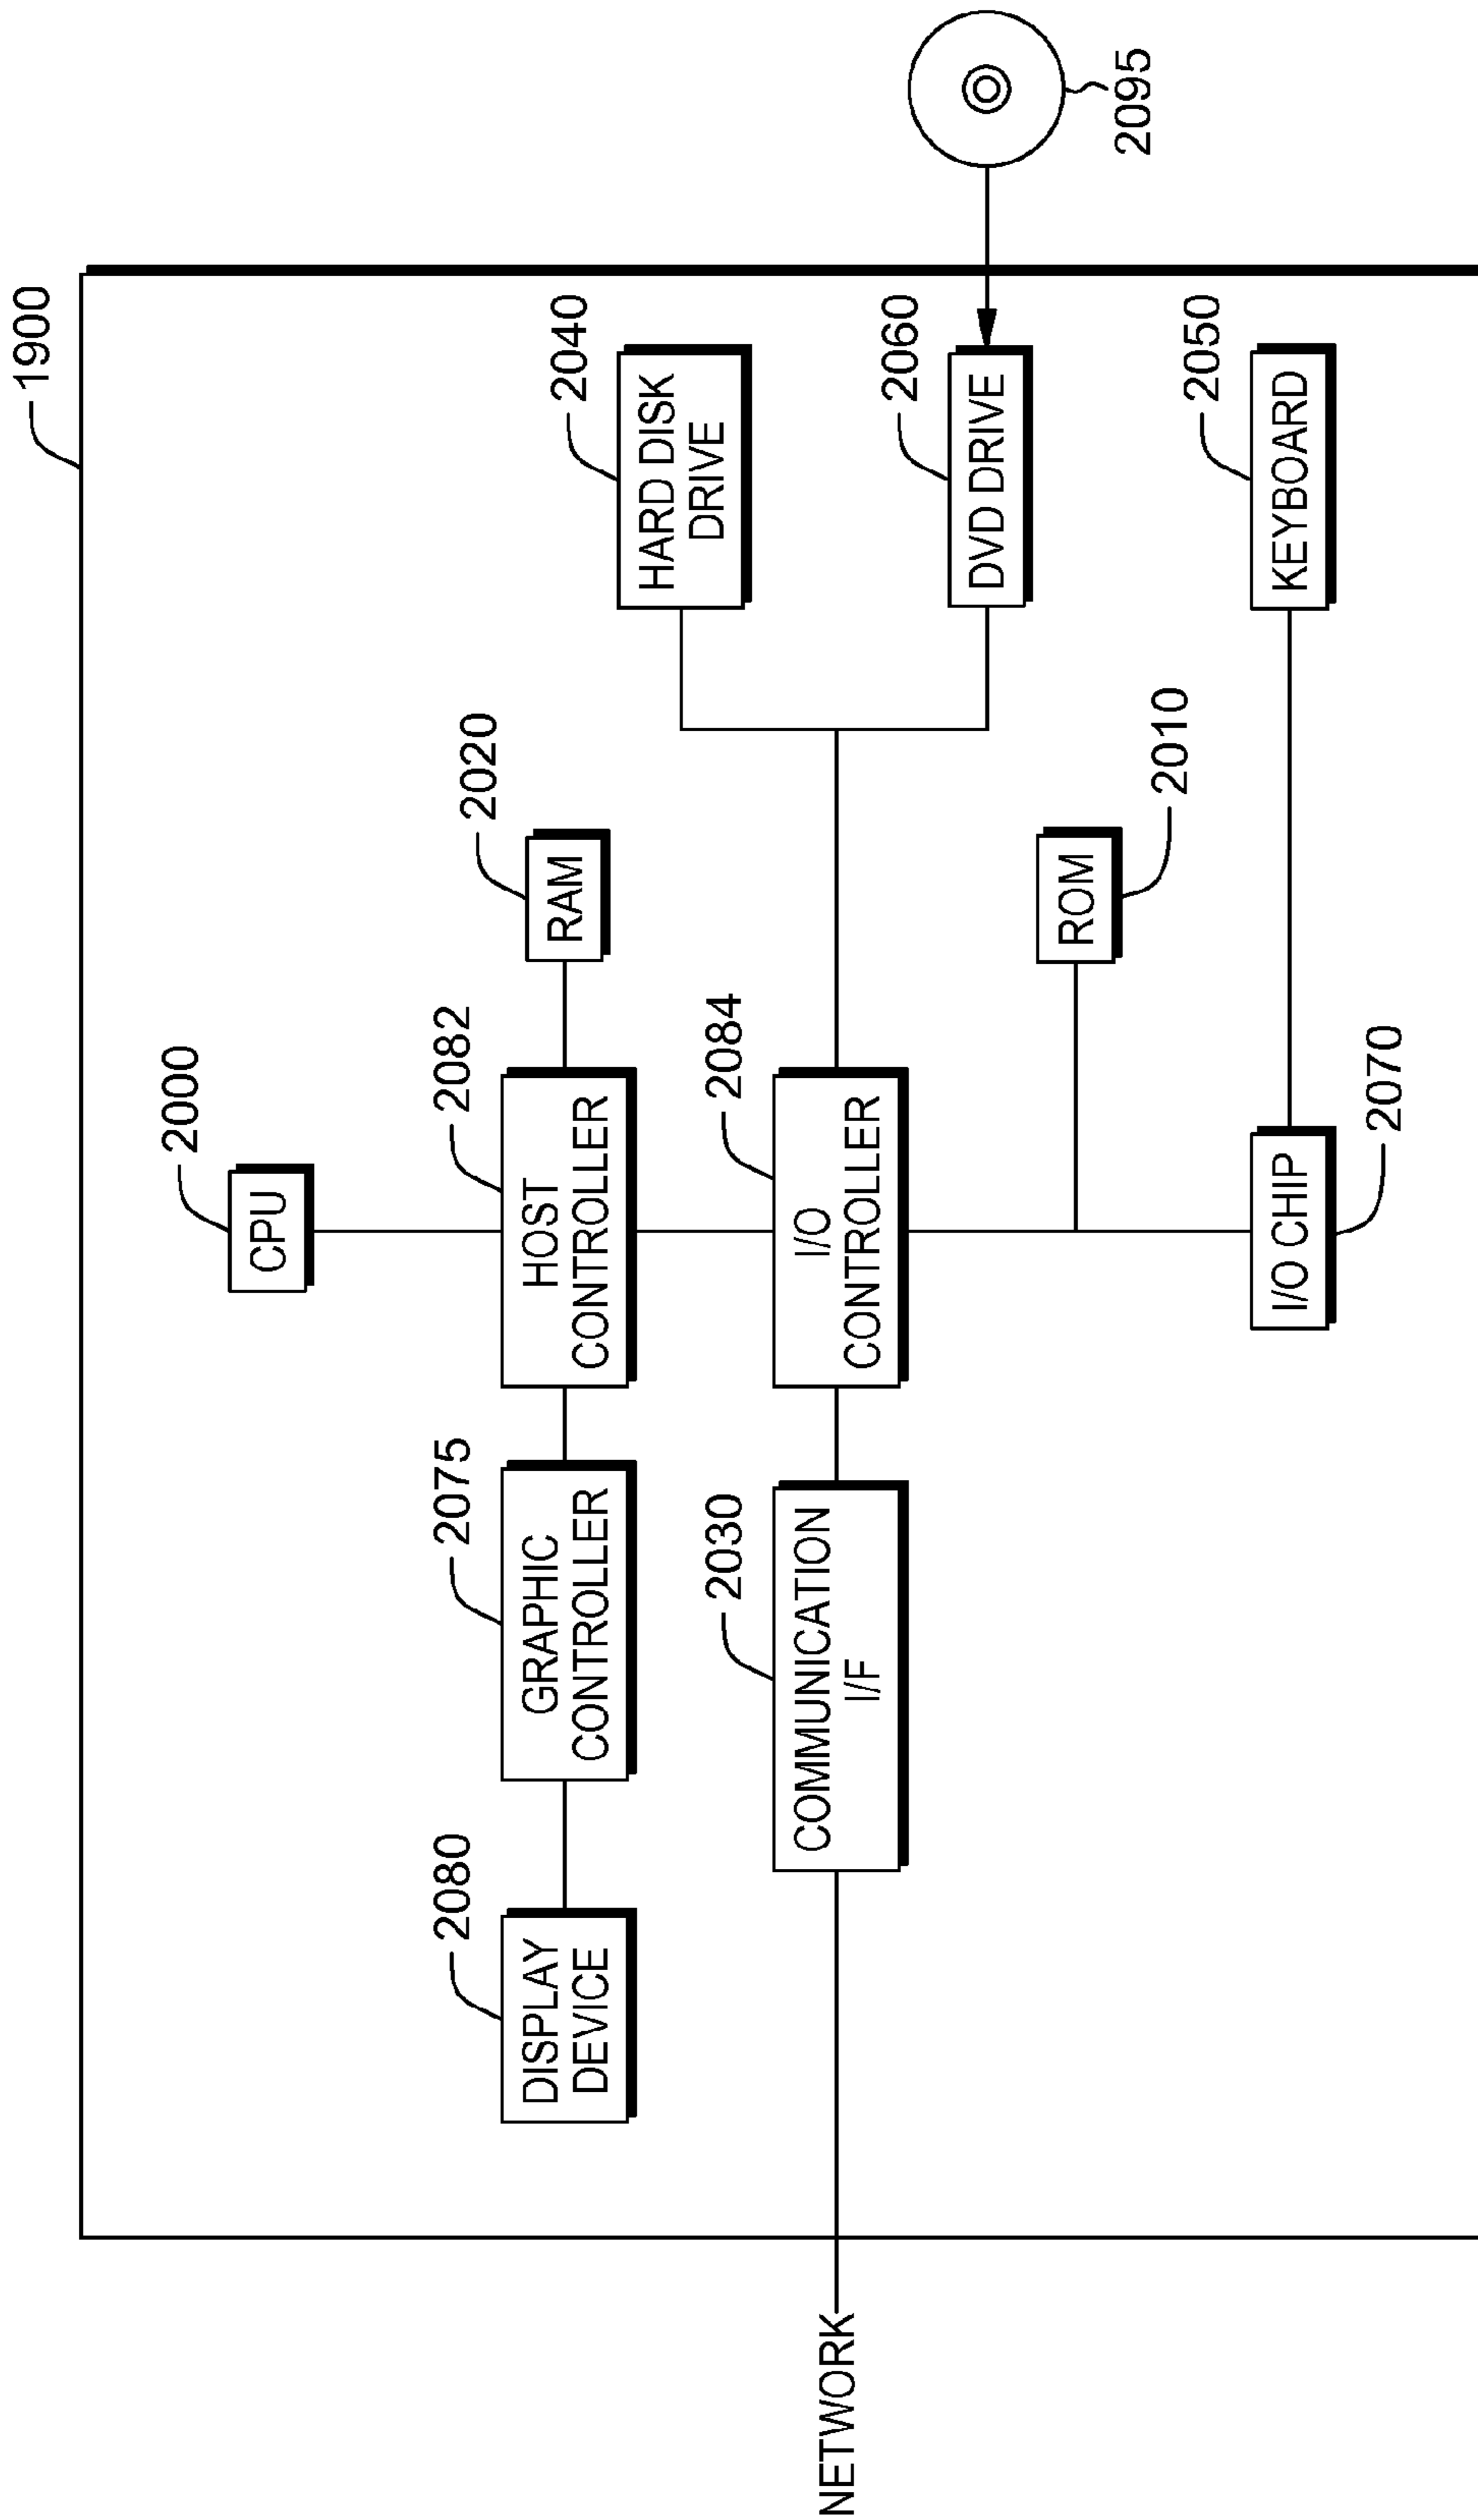 1900
2000
CPU
2080
2075
2082
2020
2040
DISPLAY
DEVICE
GRAPHIC
CONTROLLER
HOST
CONTROLLER
RAM
HARD DISK
DRIVE
2030
2084
2060
NETWORK
COMMUNICATION
I/F
I/O
CONTROLLER
DVD DRIVE
2095
ROM
2010
2050
I/O CHIP
KEYBOARD
2070